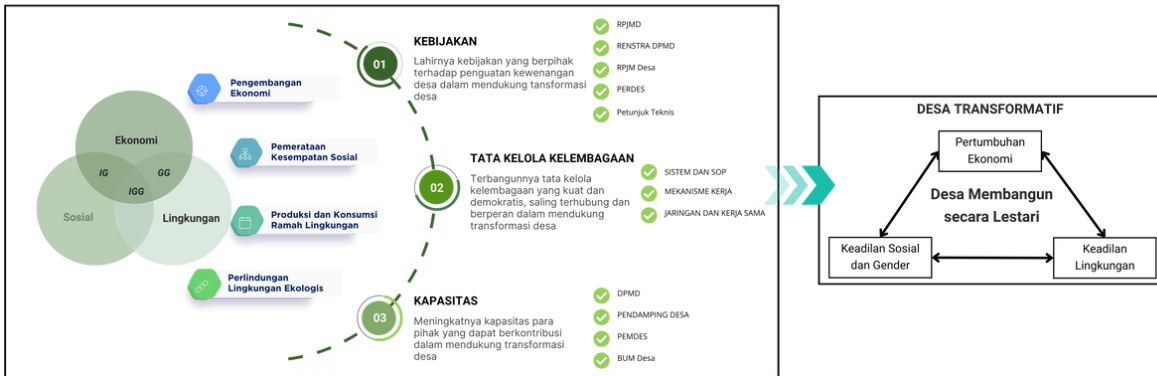 Ekonomi
IG
GG
IGG
Sosial
Lingkungan
Pengembangan
Ekonomi
Pemerataan
Kesempatan Sosial
Produksi dan Konsumsi
Ramah Lingkungan
Perlindungan
Lingkungan Ekologis
01
KEBIJAKAN
Lahirnya kebijakan yang berpihak
terhadap penguatan kewenangan
desa dalam mendukung tansformasi
desa
RPJMD
RENSTRA DPMD
RPJM Desa
PERDES
Petunjuk Teknis
02
TATA KELOLA KELEMBAGAAN
Terbangunnya tata kelola
kelembagaan yang kuat dan
demokratis, saling terhubung dan
berperan dalam mendukung
transformasi desa
SISTEM DAN SOP
MEKANISME KERJA
JARINGAN DAN KERJA SAMA
03
KAPASITAS
Meningkatnya kapasitas para
pihak yang dapat berkontribusi
dalam mendukung transformasi
desa
DPMD
PENDAMPING DESA
PEMDES
BUM Desa
DESA TRANSFORMATIF
Pertumbuhan
Ekonomi
Desa Membangun
secara Lestari
Keadilan Sosial
dan Gender
Keadilan
Lingkungan